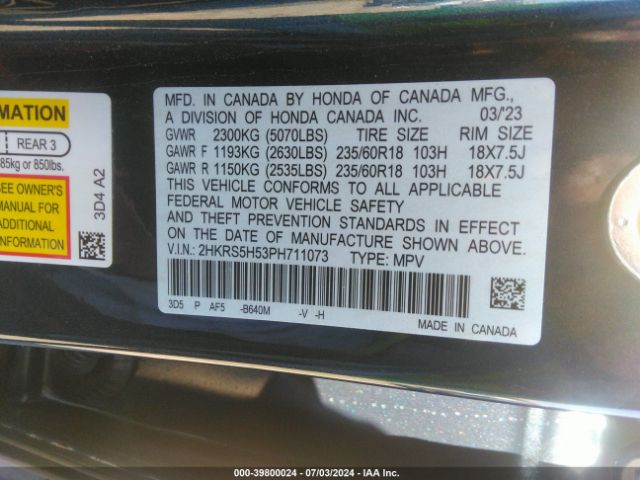 RMATION
REAR 3
85kg or 850lbs.
SEE OWNER'S
MANUAL FOR
ADDITIONAL
INFORMATION
3D4 A2
MFD. IN CANADA BY HONDA OF CANADA MFG.,
A DIVISION OF HONDA CANADA INC. 03/'23
GVWR 2300KG (5070LBS) TIRE SIZE RIM SIZE
GAWR F 1193KG (2630LBS) 235/60R18 103H 18X7.5J
GAWR R 1150KG (2535LBS) 235/60R18 103H 18X7.5J
THIS VEHICLE CONFORMS TO ALL APPLICABLE
FEDERAL MOTOR VEHICLE SAFETY
AND THEFT PREVENTION STANDARDS IN EFFECT
ON THE DATE OF MANUFACTURE SHOWN ABOVE.
V.I.N.: 2HKRS5H53PH711073 TYPE: MPV
3D5 P AF5 -B640M -V -H
MADE IN CANADA
000-39800024 - 07/03/2024 - IAA Inc.